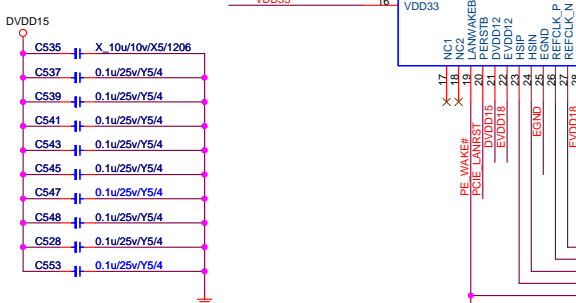 DVDD15
C535 X_10u/10v/X5/1206
C537 0.1u/25v/Y5/4
C539 0.1u/25v/Y5/4
C541 0.1u/25v/Y5/4
C543 0.1u/25v/Y5/4
C545 0.1u/25v/Y5/4
C547 0.1u/25v/Y5/4
C548 0.1u/25v/Y5/4
C528 0.1u/25v/Y5/4
C553 0.1u/25v/Y5/4
16
VDD33
NC1
NC2
LANWAKEB
PERSTB
DVDD12
EVDD12
HSIP
HSIN
EGND
REFCLK_P
REFCLK_N
17
18
19
20
21
22
23
24
25
26
27
28
PE_WAKE#
PCIE_LANRST
DVDD15
EVDD18
EGND
EVDD18